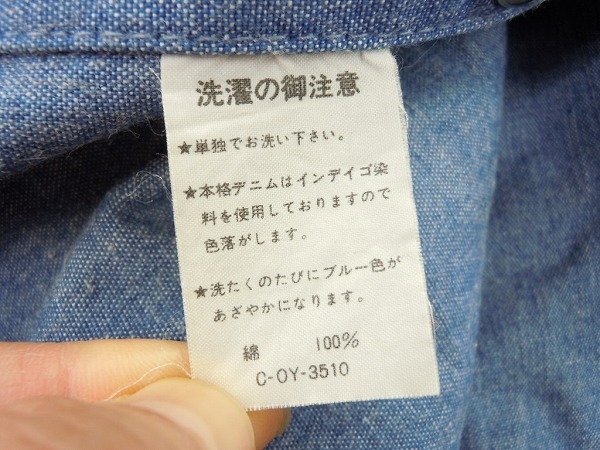 洗濯の御注意
★単独でお洗い下さい。
★本格デニムはインデイゴ染
料を使用しておりますので
色落がします。
★洗たくのたびにブルー色が
あざやかになります。
綿 100%
C-OY-3510